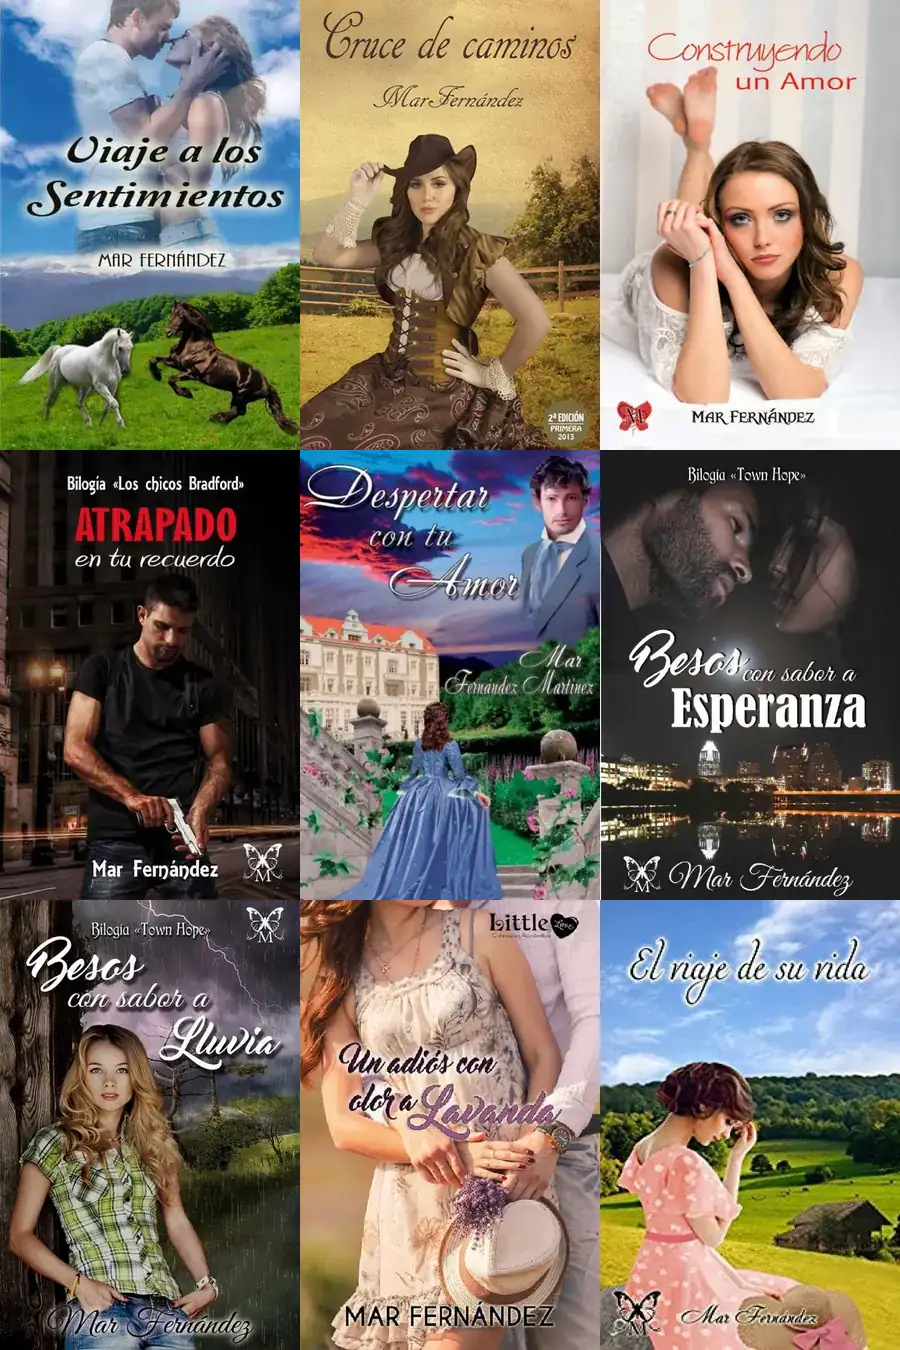 Viaje a los
Sentimientos
MAR FERNÁNDEZ
Cruce de caminos
Mar Fernández
2ª EDICIÓN
PRIMERA
2013
Construyendo
un Amor
M
MAR FERNÁNDEZ
Bilogía «Los chicos Bradford»
ATRAPADO
en tu recuerdo
Mar Fernández
M
Despertar
con tu
Amor
Mar
Fernández Martínez
Bilogía «Town Hope»
Besos con sabor a
Esperanza
M
Mar Fernández
Bilogía «Town Hope»
M
Besos
con sabor a
Lluvia
Mar Fernández
Little Love
Un adiós con
olor a Lavanda
MAR FERNÁNDEZ
El viaje de su vida
M
Mar Fernández